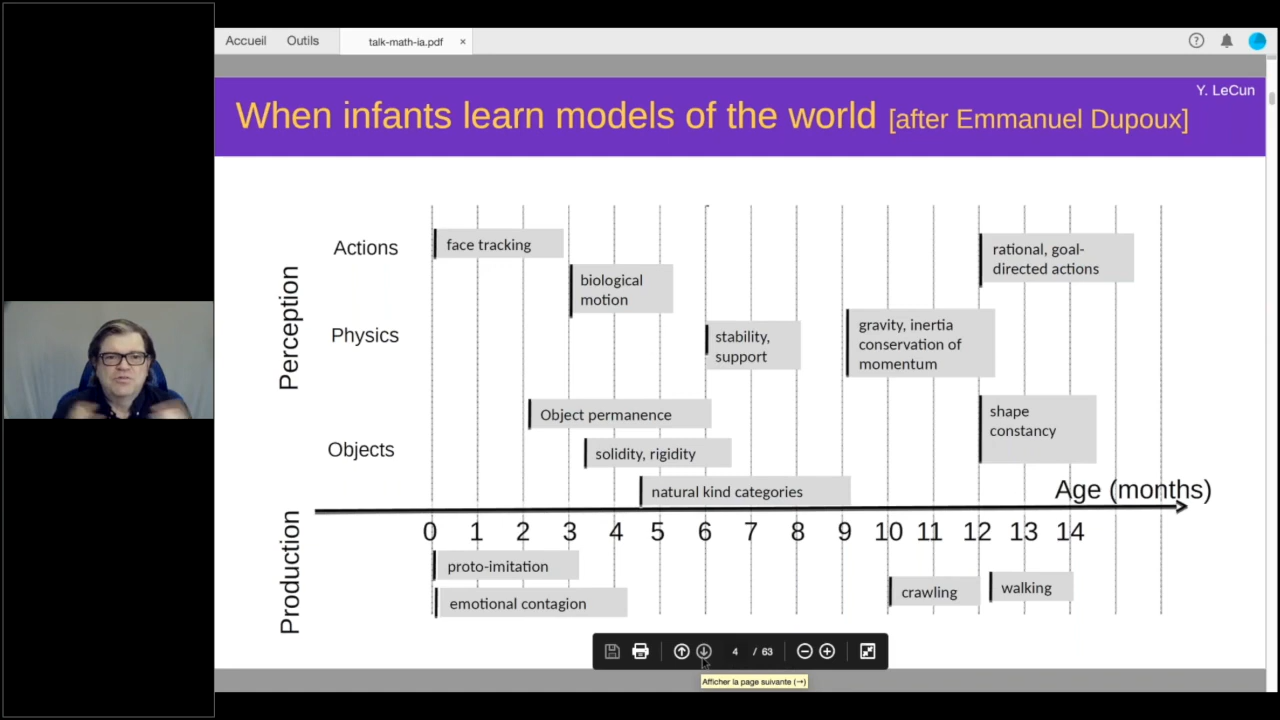 Accueil Outils talk-math-ia.pdf ×
Y. LeCun
When infants learn models of the world [after Emmanuel Dupoux]
Perception
Actions
face tracking
biological
motion
rational, goal-
directed actions
Physics
stability,
support
gravity, inertia
conservation of
momentum
Objects
Object permanence
solidity, rigidity
natural kind categories
shape
constancy
Age (months)
0 1 2 3 4 5 6 7 8 9 10 11 12 13 14
Production
proto-imitation
emotional contagion
crawling
walking
4 / 63
Afficher la page suivante (→)